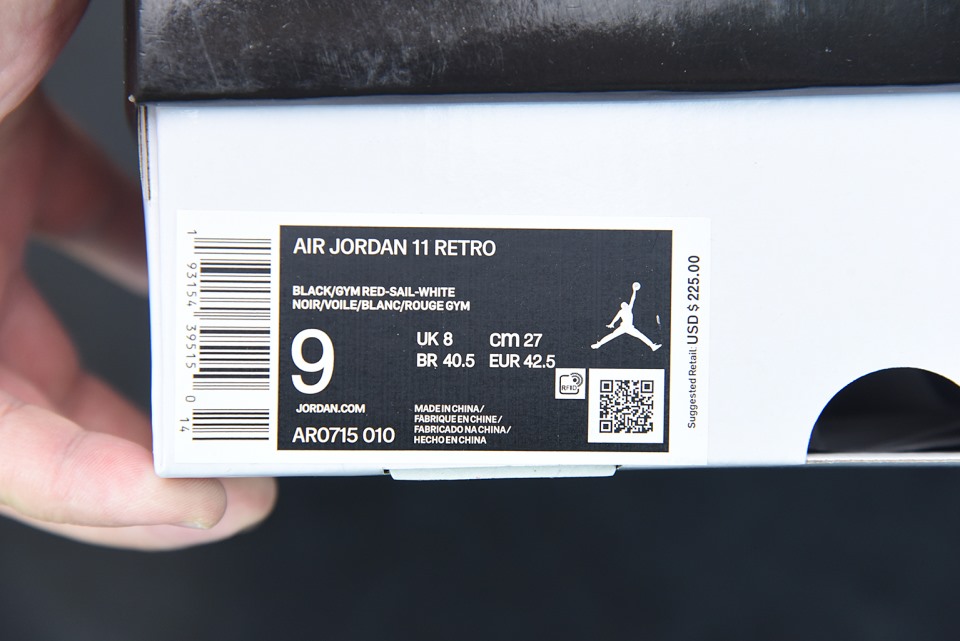 AIR JORDAN 11 RETRO
BLACK/GYM RED-SAIL-WHITE
NOIR/VOILE/BLANC/ROUGE GYM
9
UK 8 cm 27
BR 40.5 EUR 42.5
RFID
JORDAN.COM
AR0715 010
MADE IN CHINA/
FABRIQUE EN CHINE/
FABRICADO NA CHINA/
HECHO EN CHINA
1 93154 39515 0 14
Suggested Retail: USD $ 225.00